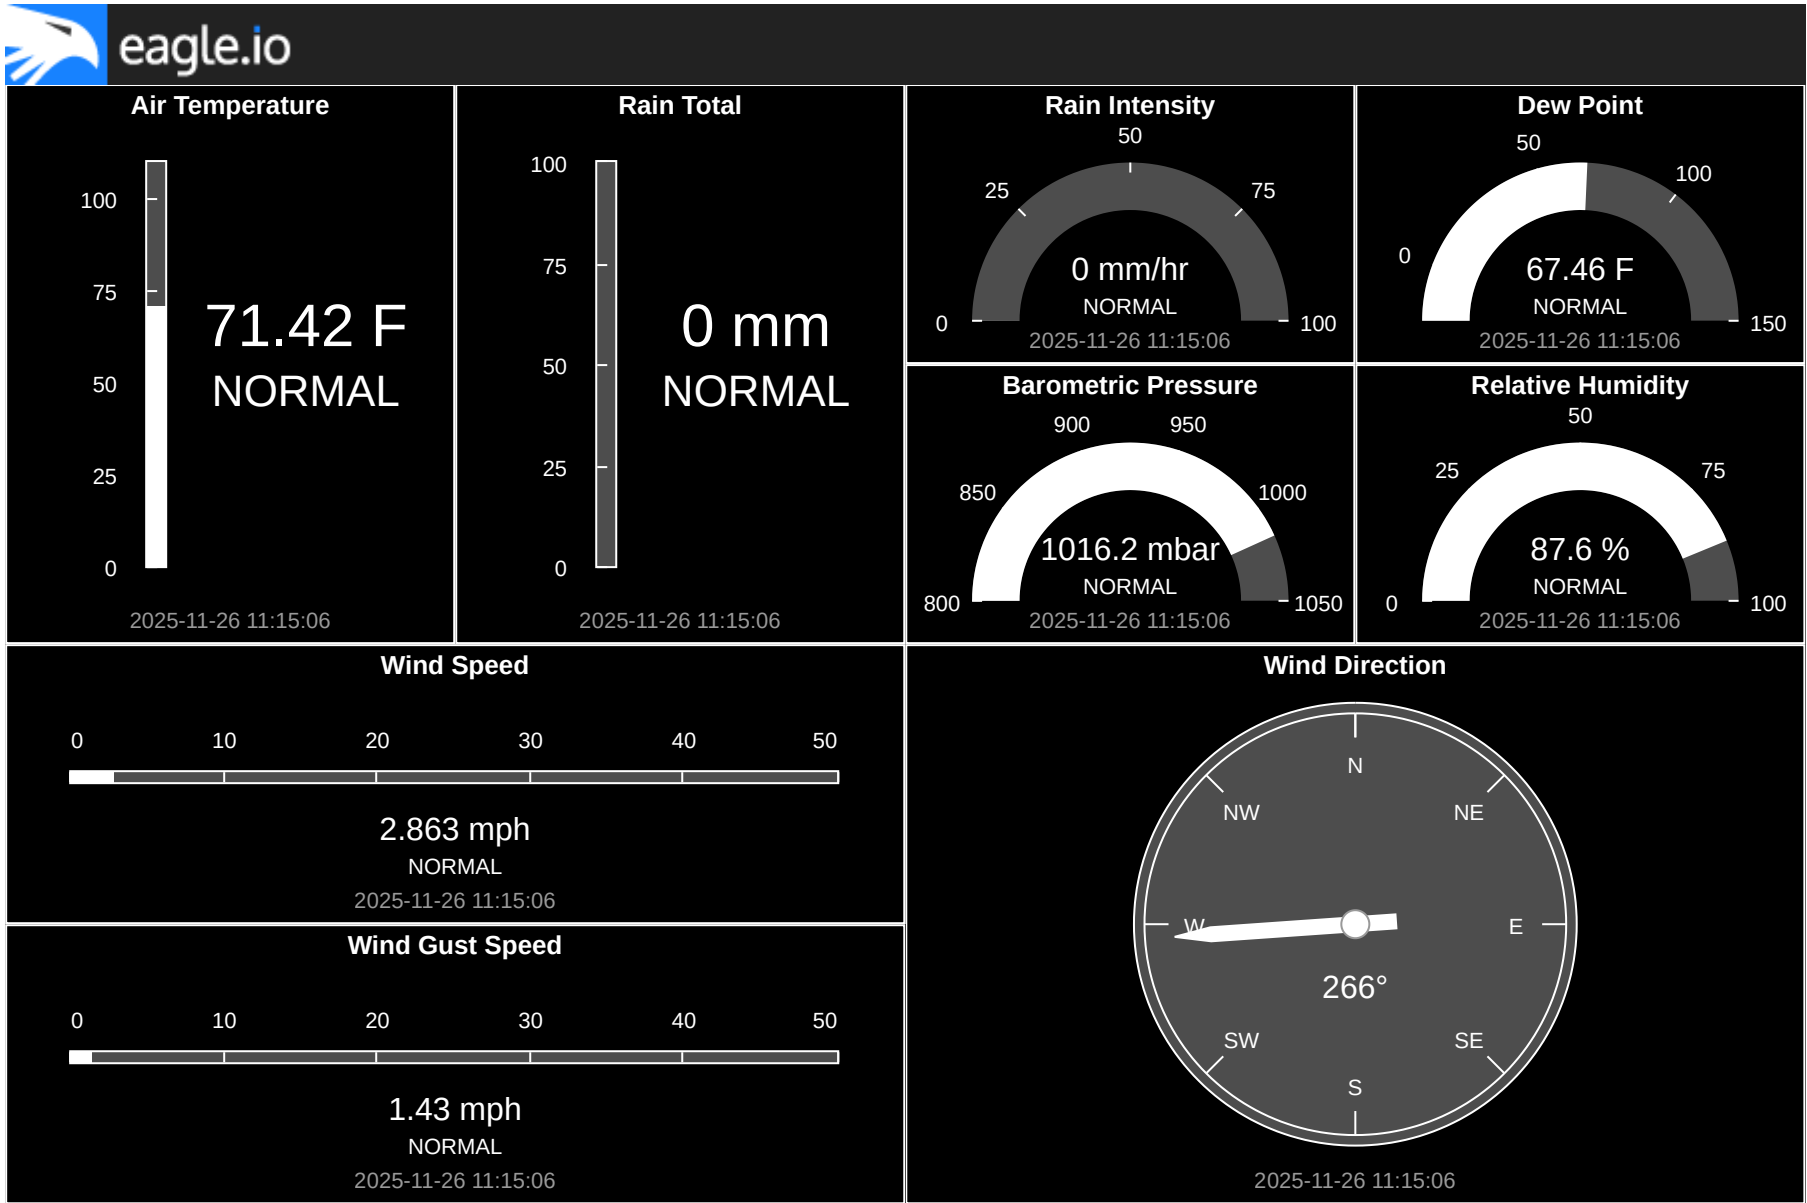 eagle.io
Air Temperature
100
75
50
25
0
71.42 F
NORMAL
2025-11-26 11:15:06
Rain Total
100
75
50
25
0
0 mm
NORMAL
2025-11-26 11:15:06
Rain Intensity
0
25
50
75
100
0 mm/hr
NORMAL
2025-11-26 11:15:06
Dew Point
0
50
100
150
67.46 F
NORMAL
2025-11-26 11:15:06
Barometric Pressure
800
850
900
950
1000
1050
1016.2 mbar
NORMAL
2025-11-26 11:15:06
Relative Humidity
0
25
50
75
100
87.6 %
NORMAL
2025-11-26 11:15:06
Wind Speed
0 10 20 30 40 50
2.863 mph
NORMAL
2025-11-26 11:15:06
Wind Gust Speed
0 10 20 30 40 50
1.43 mph
NORMAL
2025-11-26 11:15:06
Wind Direction
N
NW NE
W E
266°
SW SE
S
2025-11-26 11:15:06